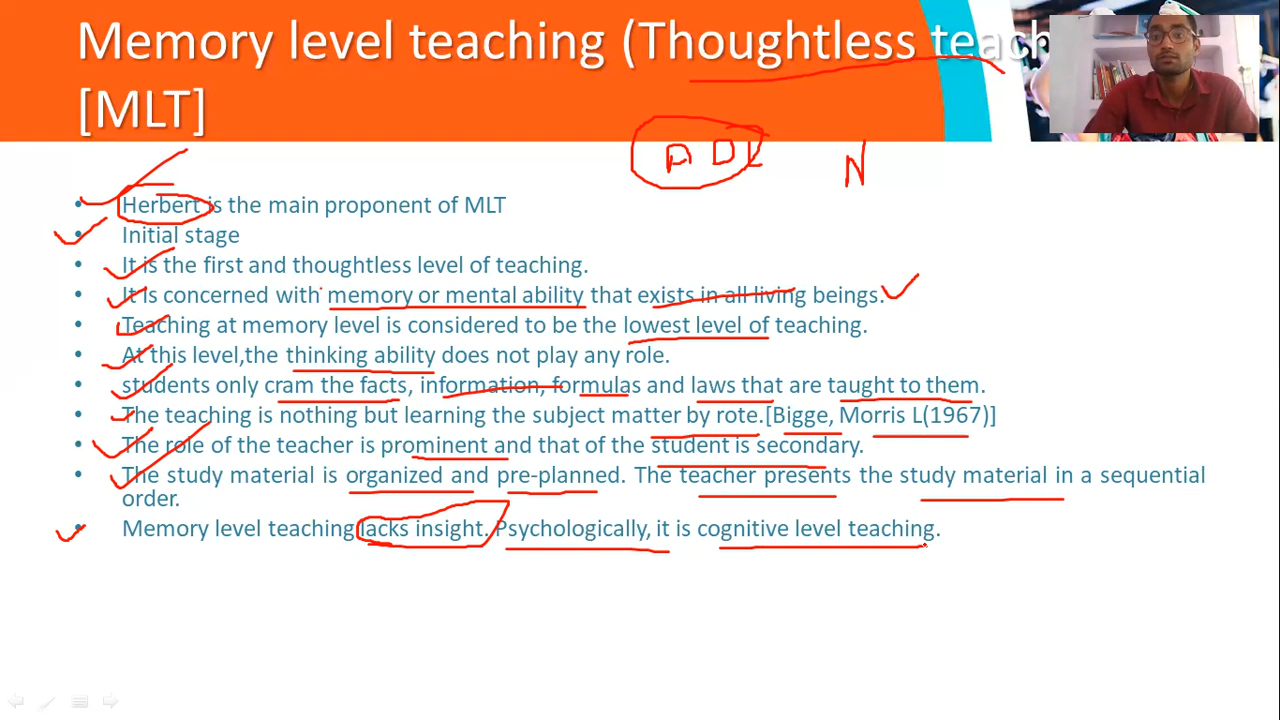 Memory level teaching (Thoughtless teach
[MLT]
N
• Herbert is the main proponent of MLT
• Initial stage
• It is the first and thoughtless level of teaching.
• It is concerned with memory or mental ability that exists in all living beings.
• Teaching at memory level is considered to be the lowest level of teaching.
• At this level,the thinking ability does not play any role.
• students only cram the facts, information, formulas and laws that are taught to them.
• The teaching is nothing but learning the subject matter by rote.[Bigge, Morris L(1967)]
• The role of the teacher is prominent and that of the student is secondary.
• The study material is organized and pre-planned. The teacher presents the study material in a sequential
order.
• Memory level teaching lacks insight. Psychologically, it is cognitive level teaching.